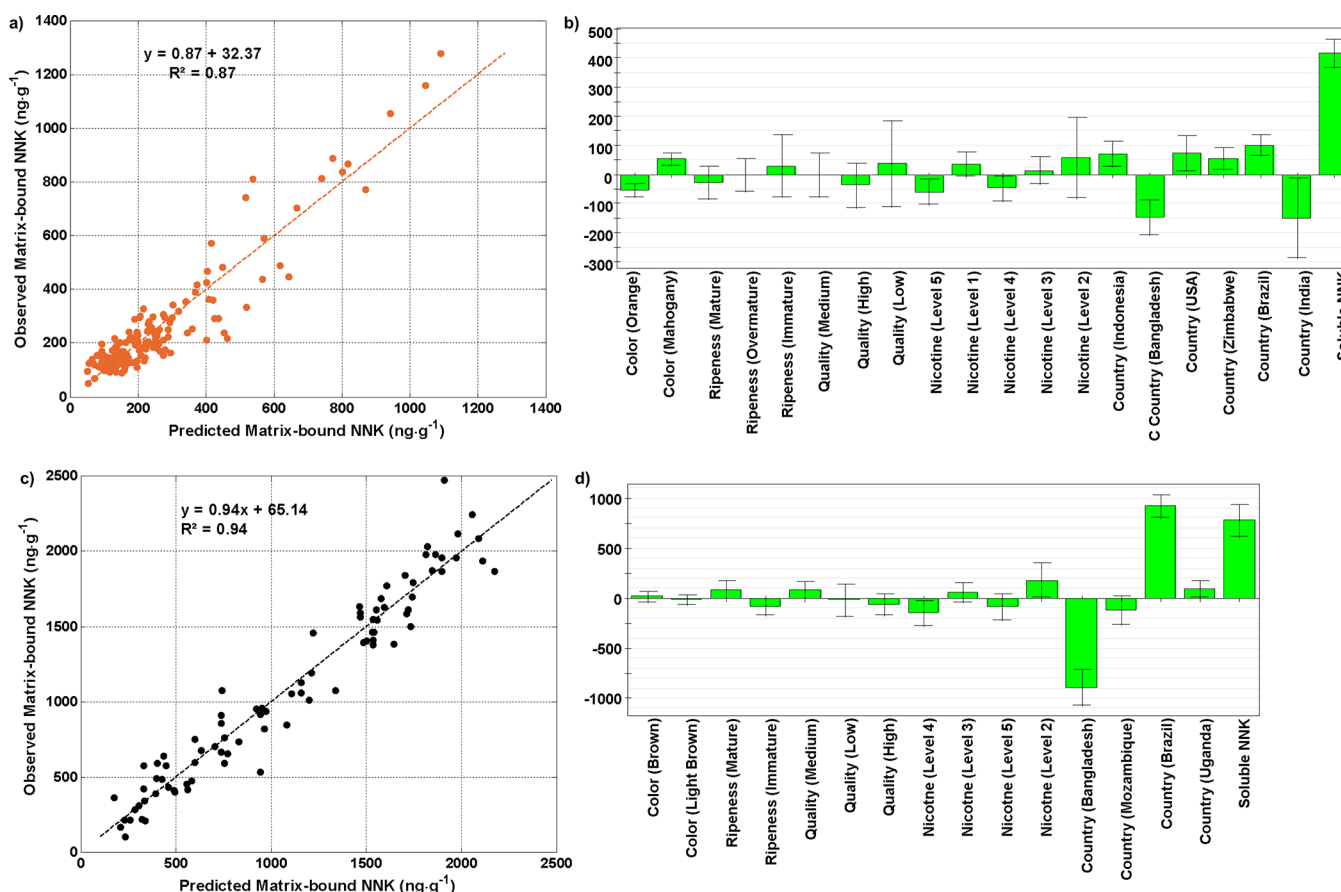 a)
1400
1200
1000
800
600
400
200
0
y = 0.87 + 32.37
R² = 0.87
0 200 400 600 800 1000 1200 1400
Observed Matrix-bound NNK (ng·g⁻¹)
Predicted Matrix-bound NNK (ng·g⁻¹)
b)
500
400
300
200
100
0
-100
-200
-300
Color (Orange)
Color (Mahogany)
Ripeness (Mature)
Ripeness (Overmature)
Ripeness (Immature)
Quality (Medium)
Quality (High)
Quality (Low)
Nicotine (Level 5)
Nicotine (Level 1)
Nicotine (Level 4)
Nicotine (Level 3)
Nicotine (Level 2)
Country (Indonesia)
C Country (Bangladesh)
Country (USA)
Country (Zimbabwe)
Country (Brazil)
Country (India)
Soluble NNK
c)
2500
2000
1500
1000
500
0
y = 0.94x + 65.14
R² = 0.94
0 500 1000 1500 2000 2500
Observed Matrix-bound NNK (ng·g⁻¹)
Predicted Matrix-bound NNK (ng·g⁻¹)
d)
1000
500
0
-500
-1000
Color (Brown)
Color (Light Brown)
Ripeness (Mature)
Ripeness (Immature)
Quality (Medium)
Quality (Low)
Quality (High)
Nicotne (Level 4)
Nicotne (Level 3)
Nicotne (Level 5)
Nicotne (Level 2)
Country (Bangladesh)
Country (Mozambique)
Country (Brazil)
Country (Uganda)
Soluble NNK